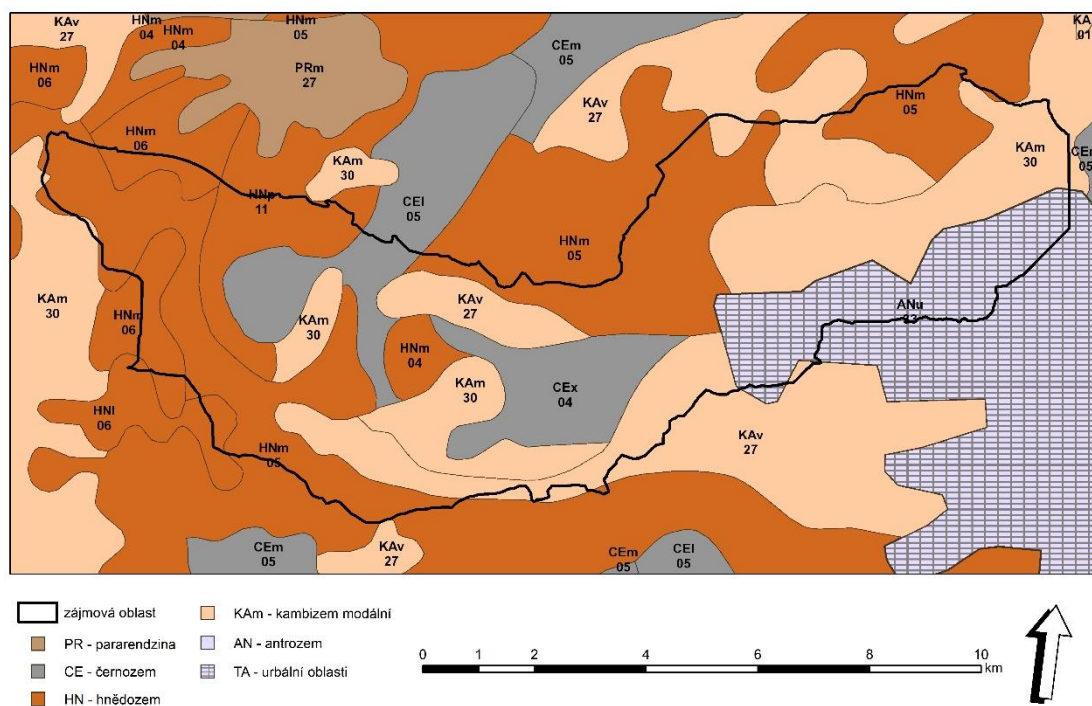 KAv
27
HNm
04
HNm
04
HNm
05
CEm
05
KA
01
HNm
06
PRm
27
KAv
27
HNm
05
HNm
06
KAm
30
KAm
30
CEm
05
HNp
11
CEl
05
HNm
05
KAm
30
HNm
06
KAm
30
KAv
27
ANu
HNm
04
KAm
30
CEx
04
HNl
06
HNm
05
KAv
27
CEm
05
KAv
27
CEm
05
CEl
05
zájmová oblast
PR - pararendzina
CE - černozem
HN - hnědozem
KAm - kambizem modální
AN - antrozem
TA - urbální oblasti
0 2 4 6 8 10
km